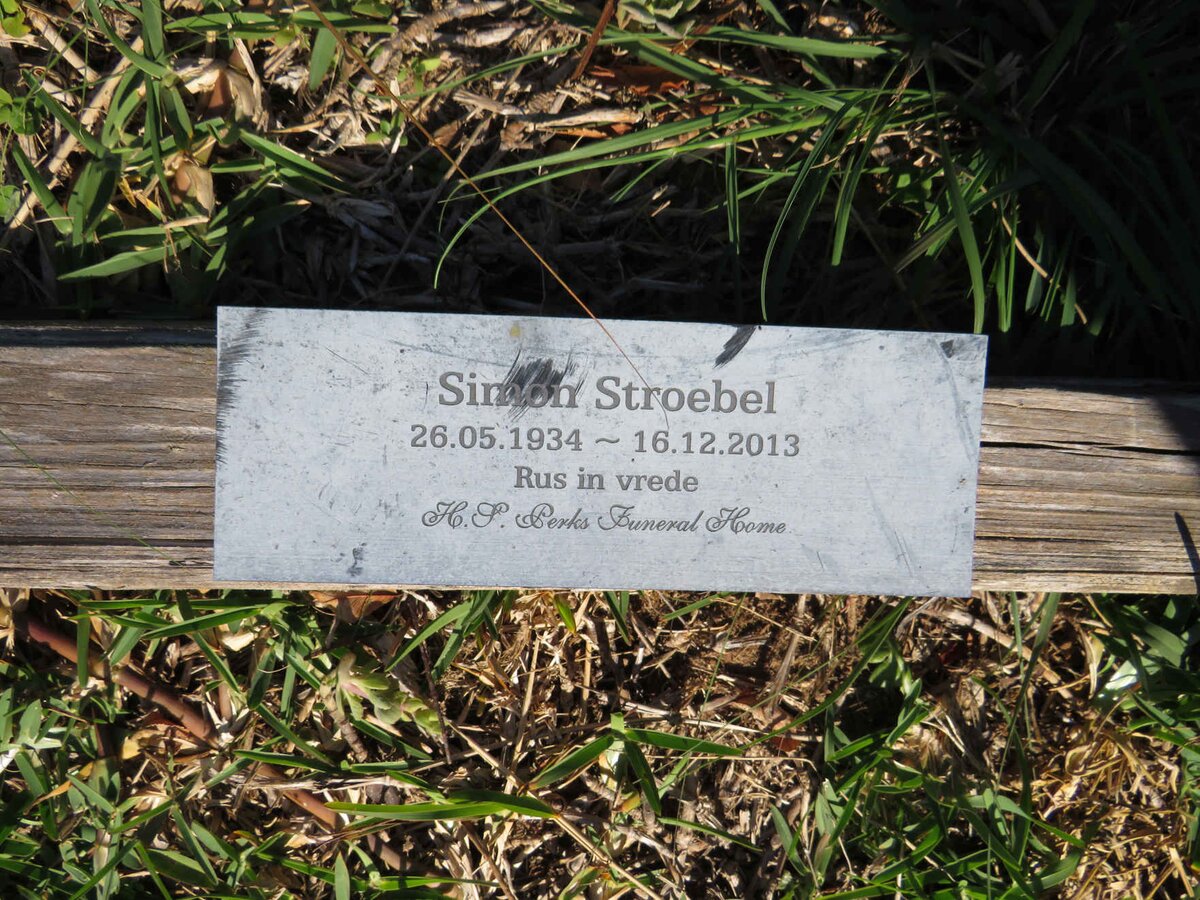 Simon Stroebel
26.05.1934 ~ 16.12.2013
Rus in vrede
H.S. Perks Funeral Home